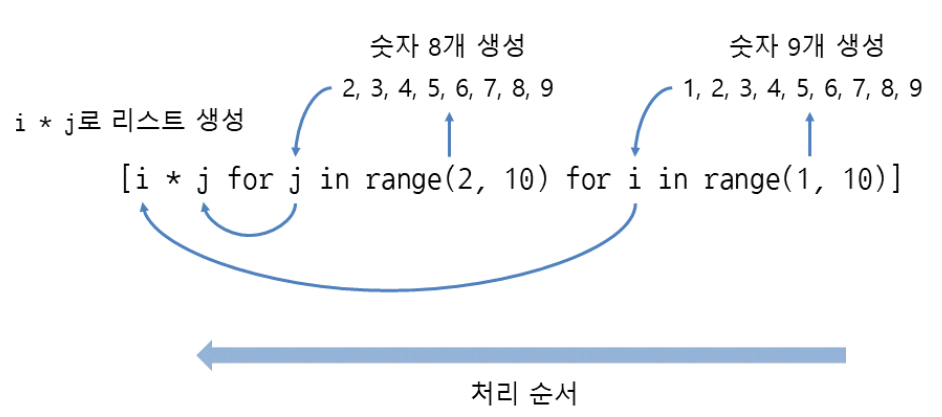 숫자 8개 생성
숫자 9개 생성
2, 3, 4, 5, 6, 7, 8, 9
1, 2, 3, 4, 5, 6, 7, 8, 9
i * j로 리스트 생성
[i * j for j in range(2, 10) for i in range(1, 10)]
처리 순서